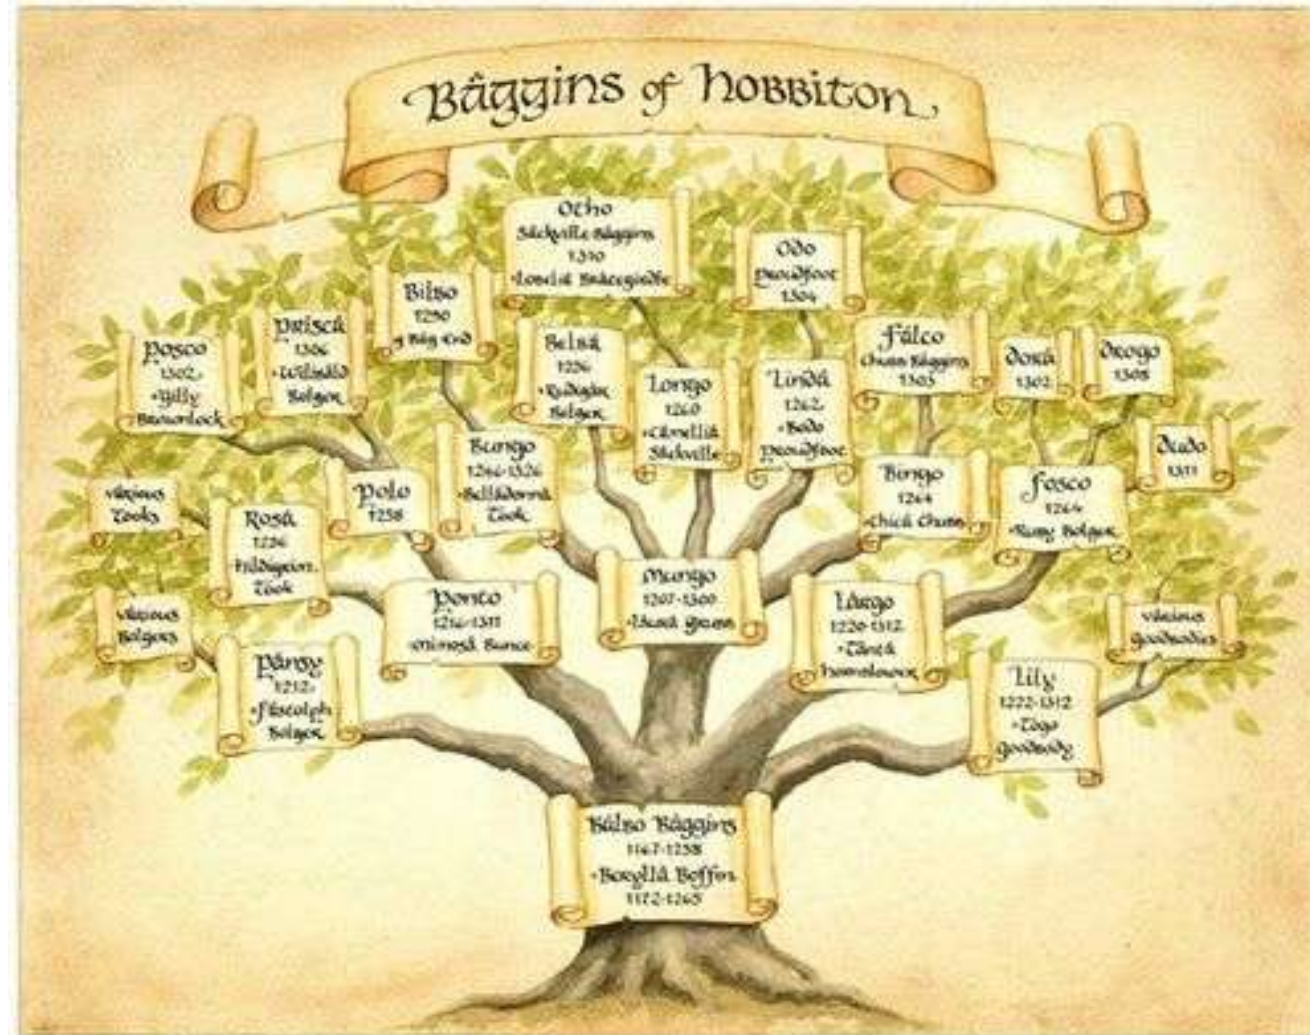 Bâggins of Hobbiton
Otho
Sackville-Baggins
1310
•Lobelia Bracegirdle
Odo
Proudfoot
1304
Bilbo
1290
of Bag End
Prisca
1306
•Wilibald
Bolger
Posco
1302
•Gilly
Brownlock
Belba
1256
•Rudigar
Bolger
Longo
1260
•Camellia
Sackville
Linda
1262
•Bodo
Proudfoot
Falco
Chubb-Baggins
1303
Dora
1302
Drogo
1308
Dudo
1311
Bungo
1246-1326
•Belladonna
Took
Polo
Bingo
1264
•Chica Chubb
Fosco
1264
•Ruby Bolger
various
Tooks
Rosa
1256
•Hildigrim
Took
Ponto
1216-1311
•Mimosa Bunce
Mungo
1207-1300
•Laura Grubb
Largo
1220-1312
•Tanta
Hornblower
various
Bolgers
various
Goodbodies
Pansy
1212
•Fastolph
Bolger
Lily
1222-1312
•Togo
Goodbody
Balbo Baggins
1167-1258
•Berylla Boffin
1172-1265